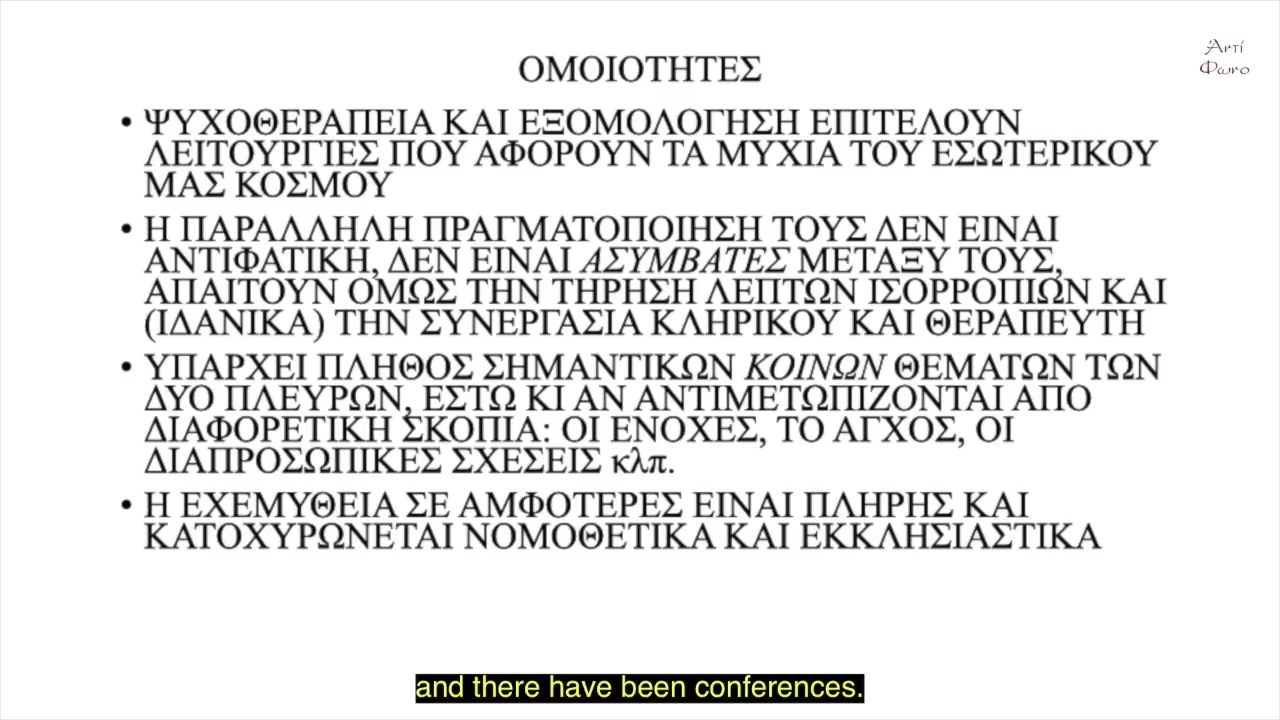 Ἀρτί
Φωρο
ΟΜΟΙΟΤΗΤΕΣ
• ΨΥΧΟΘΕΡΑΠΕΙΑ ΚΑΙ ΕΞΟΜΟΛΟΓΗΣΗ ΕΠΙΤΕΛΟΥΝ
ΛΕΙΤΟΥΡΓΙΕΣ ΠΟΥ ΑΦΟΡΟΥΝ ΤΑ ΜΥΧΙΑ ΤΟΥ ΕΣΩΤΕΡΙΚΟΥ
ΜΑΣ ΚΟΣΜΟΥ
• Η ΠΑΡΑΛΛΗΛΗ ΠΡΑΓΜΑΤΟΠΟΙΗΣΗ ΤΟΥΣ ΔΕΝ ΕΙΝΑΙ
ΑΝΤΙΦΑΤΙΚΗ, ΔΕΝ ΕΙΝΑΙ ΑΣΥΜΒΑΤΕΣ ΜΕΤΑΞΥ ΤΟΥΣ,
ΑΠΑΙΤΟΥΝ ΟΜΩΣ ΤΗΝ ΤΗΡΗΣΗ ΛΕΠΤΩΝ ΙΣΟΡΡΟΠΙΩΝ ΚΑΙ
(ΙΔΑΝΙΚΑ) ΤΗΝ ΣΥΝΕΡΓΑΣΙΑ ΚΛΗΡΙΚΟΥ ΚΑΙ ΘΕΡΑΠΕΥΤΗ
• ΥΠΑΡΧΕΙ ΠΛΗΘΟΣ ΣΗΜΑΝΤΙΚΩΝ ΚΟΙΝΩΝ ΘΕΜΑΤΩΝ ΤΩΝ
ΔΥΟ ΠΛΕΥΡΩΝ, ΕΣΤΩ ΚΙ ΑΝ ΑΝΤΙΜΕΤΩΠΙΖΟΝΤΑΙ ΑΠΟ
ΔΙΑΦΟΡΕΤΙΚΗ ΣΚΟΠΙΑ: ΟΙ ΕΝΟΧΕΣ, ΤΟ ΑΓΧΟΣ, ΟΙ
ΔΙΑΠΡΟΣΩΠΙΚΕΣ ΣΧΕΣΕΙΣ κλπ.
• Η ΕΧΕΜΥΘΕΙΑ ΣΕ ΑΜΦΟΤΕΡΕΣ ΕΙΝΑΙ ΠΛΗΡΗΣ ΚΑΙ
ΚΑΤΟΧΥΡΩΝΕΤΑΙ ΝΟΜΟΘΕΤΙΚΑ ΚΑΙ ΕΚΚΛΗΣΙΑΣΤΙΚΑ
and there have been conferences.